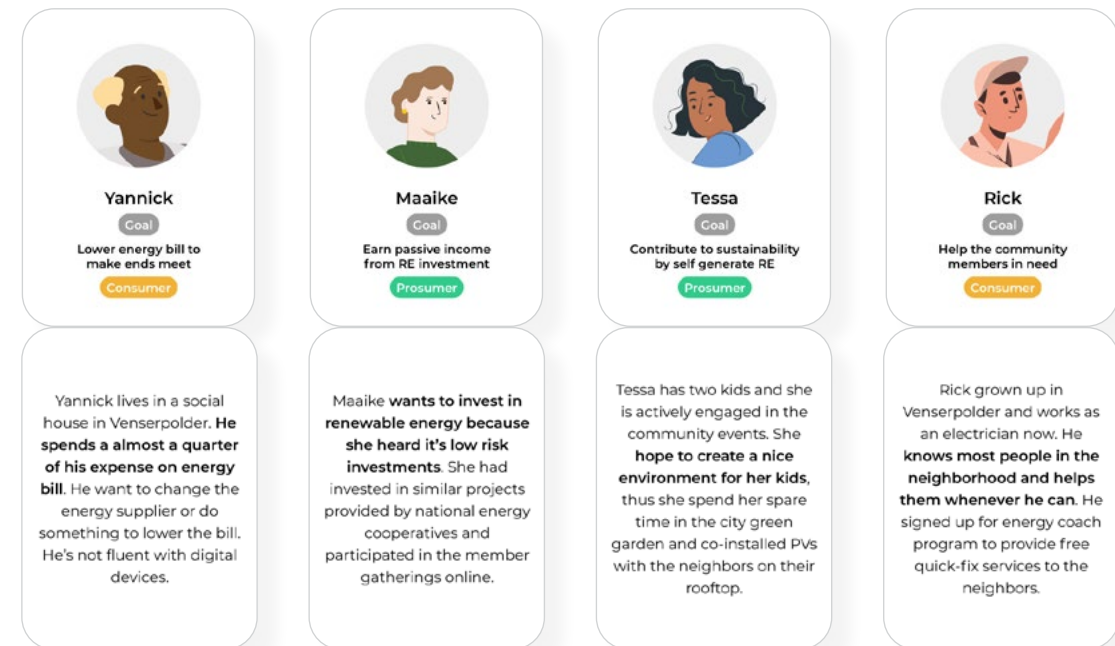 Yannick
Goal
Lower energy bill to
make ends meet
Consumer
Maaike
Goal
Earn passive income
from RE investment
Prosumer
Tessa
Goal
Contribute to sustainability
by self generate RE
Prosumer
Rick
Goal
Help the community
members in need
Consumer
Yannick lives in a social
house in Venserpolder. He
spends a almost a quarter
of his expense on energy
bill. He want to change the
energy supplier or do
something to lower the bill.
He's not fluent with digital
devices.
Maaike wants to invest in
renewable energy because
she heard it's low risk
investments. She had
invested in similar projects
provided by national energy
cooperatives and
participated in the member
gatherings online.
Tessa has two kids and she
is actively engaged in the
community events. She
hope to create a nice
environment for her kids,
thus she spend her spare
time in the city green
garden and co-installed PVs
with the neighbors on their
rooftop.
Rick grown up in
Venserpolder and works as
an electrician now. He
knows most people in the
neighborhood and helps
them whenever he can. He
signed up for energy coach
program to provide free
quick-fix services to the
neighbors.